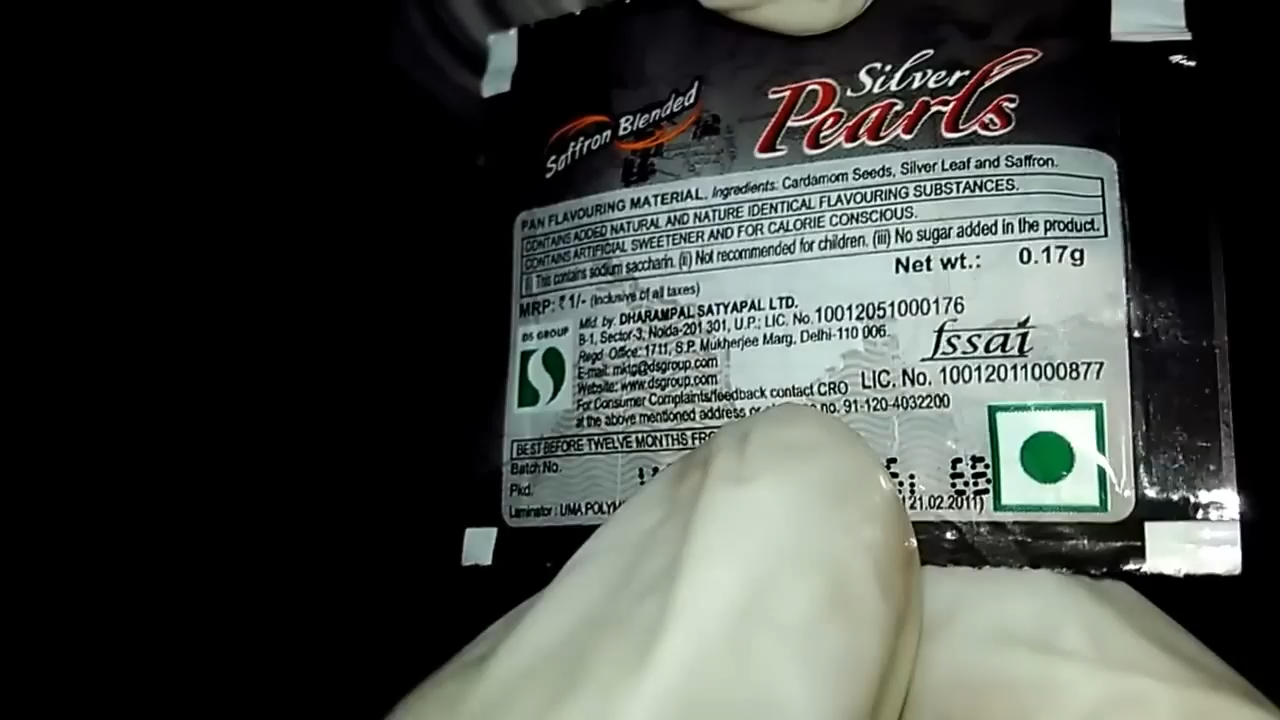 Saffron Blended
Silver
Pearls
PAN FLAVOURING MATERIAL. Ingredients: Cardamom Seeds, Silver Leaf and Saffron.
CONTAINS ADDED NATURAL AND NATURE IDENTICAL FLAVOURING SUBSTANCES.
CONTAINS ARTIFICIAL SWEETENER AND FOR CALORIE CONSCIOUS.
(i) This contains sodium saccharin. (ii) Not recommended for children. (iii) No sugar added in the product.
Net wt.: 0.17g
MRP: ₹ 1/- (Inclusive of all taxes)
DS GROUP
Mfd. by: DHARAMPAL SATYAPAL LTD.
B-1, Sector-3, Noida-201 301, U.P.; LIC. No. 10012051000176
Regd. Office: 1711, S.P. Mukherjee Marg, Delhi-110 006.
E-mail: mktg@dsgroup.com
Website: www.dsgroup.com
fssai
LIC. No. 10012011000877
For Consumer Complaints/feedback contact CRO
at the above mentioned address or no. 91-120-4032200
BEST BEFORE TWELVE MONTHS
Batch No.
Pkd.
Laminator : UMA 21.02.2011)